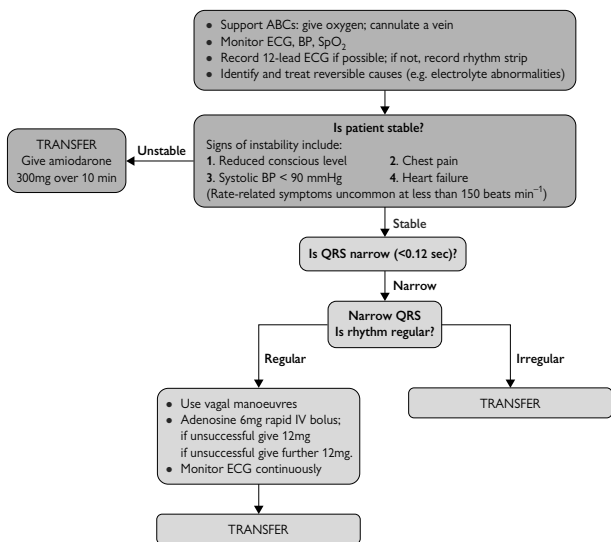 • Support ABCs: give oxygen; cannulate a vein
• Monitor ECG, BP, SpO₂
• Record 12-lead ECG if possible; if not, record rhythm strip
• Identify and treat reversible causes (e.g. electrolyte abnormalities)
Is patient stable?
Signs of instability include:
1. Reduced conscious level 2. Chest pain
3. Systolic BP < 90 mmHg 4. Heart failure
(Rate-related symptoms uncommon at less than 150 beats min⁻¹)
Unstable
TRANSFER
Give amiodarone
300mg over 10 min
Stable
Is QRS narrow (<0.12 sec)?
Narrow
Narrow QRS
Is rhythm regular?
Regular
Irregular
• Use vagal manoeuvres
• Adenosine 6mg rapid IV bolus;
if unsuccessful give 12mg
if unsuccessful give further 12mg.
• Monitor ECG continuously
TRANSFER
TRANSFER